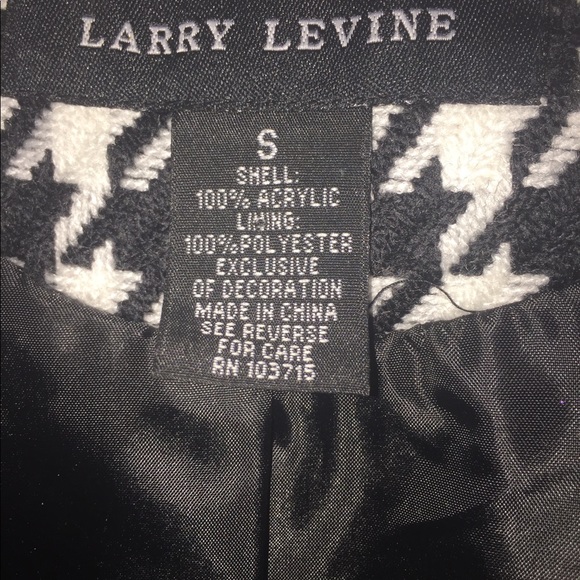 LARRY LEVINE
S
SHELL:
100% ACRYLIC
LINING:
100% POLYESTER
EXCLUSIVE
OF DECORATION
MADE IN CHINA
SEE REVERSE
FOR CARE
RN 103715